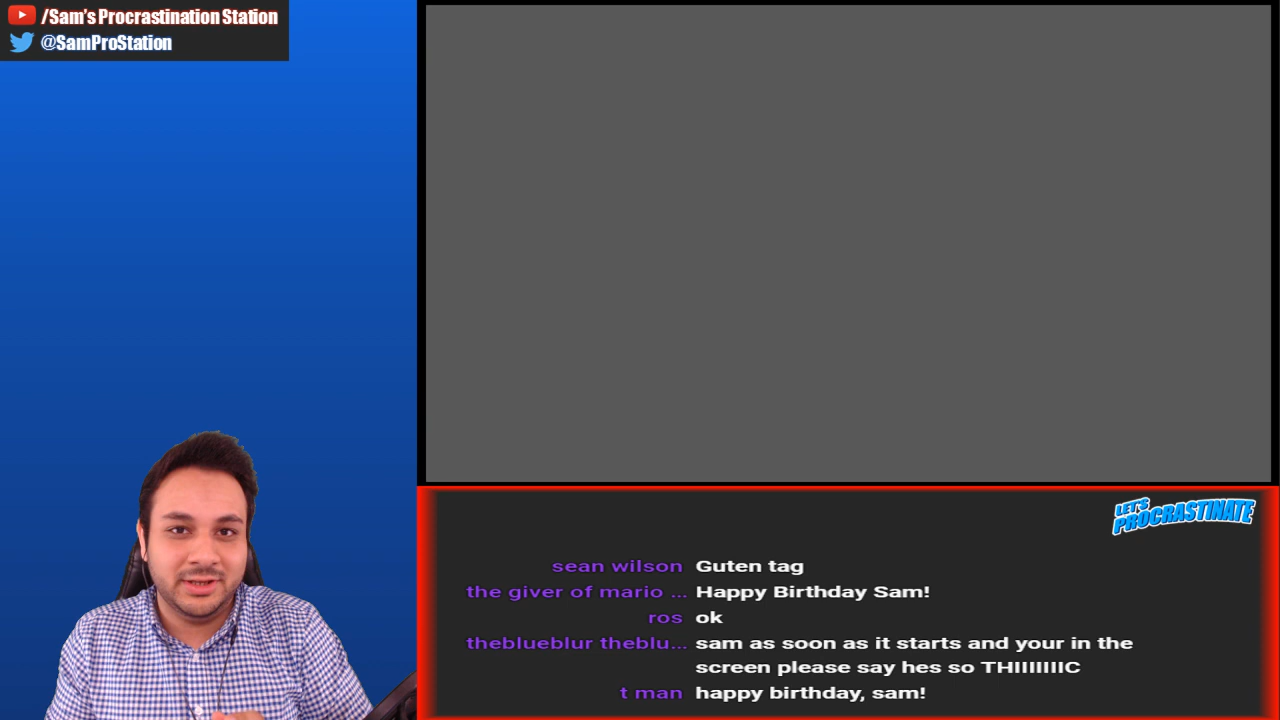 /Sam's Procrastination Station
@SamProStation
LET'S
PROCRASTINATE
sean wilson Guten tag
the giver of mario ... Happy Birthday Sam!
ros ok
theblueblur theblu... sam as soon as it starts and your in the
screen please say hes so THIIIIIIIC
t man happy birthday, sam!